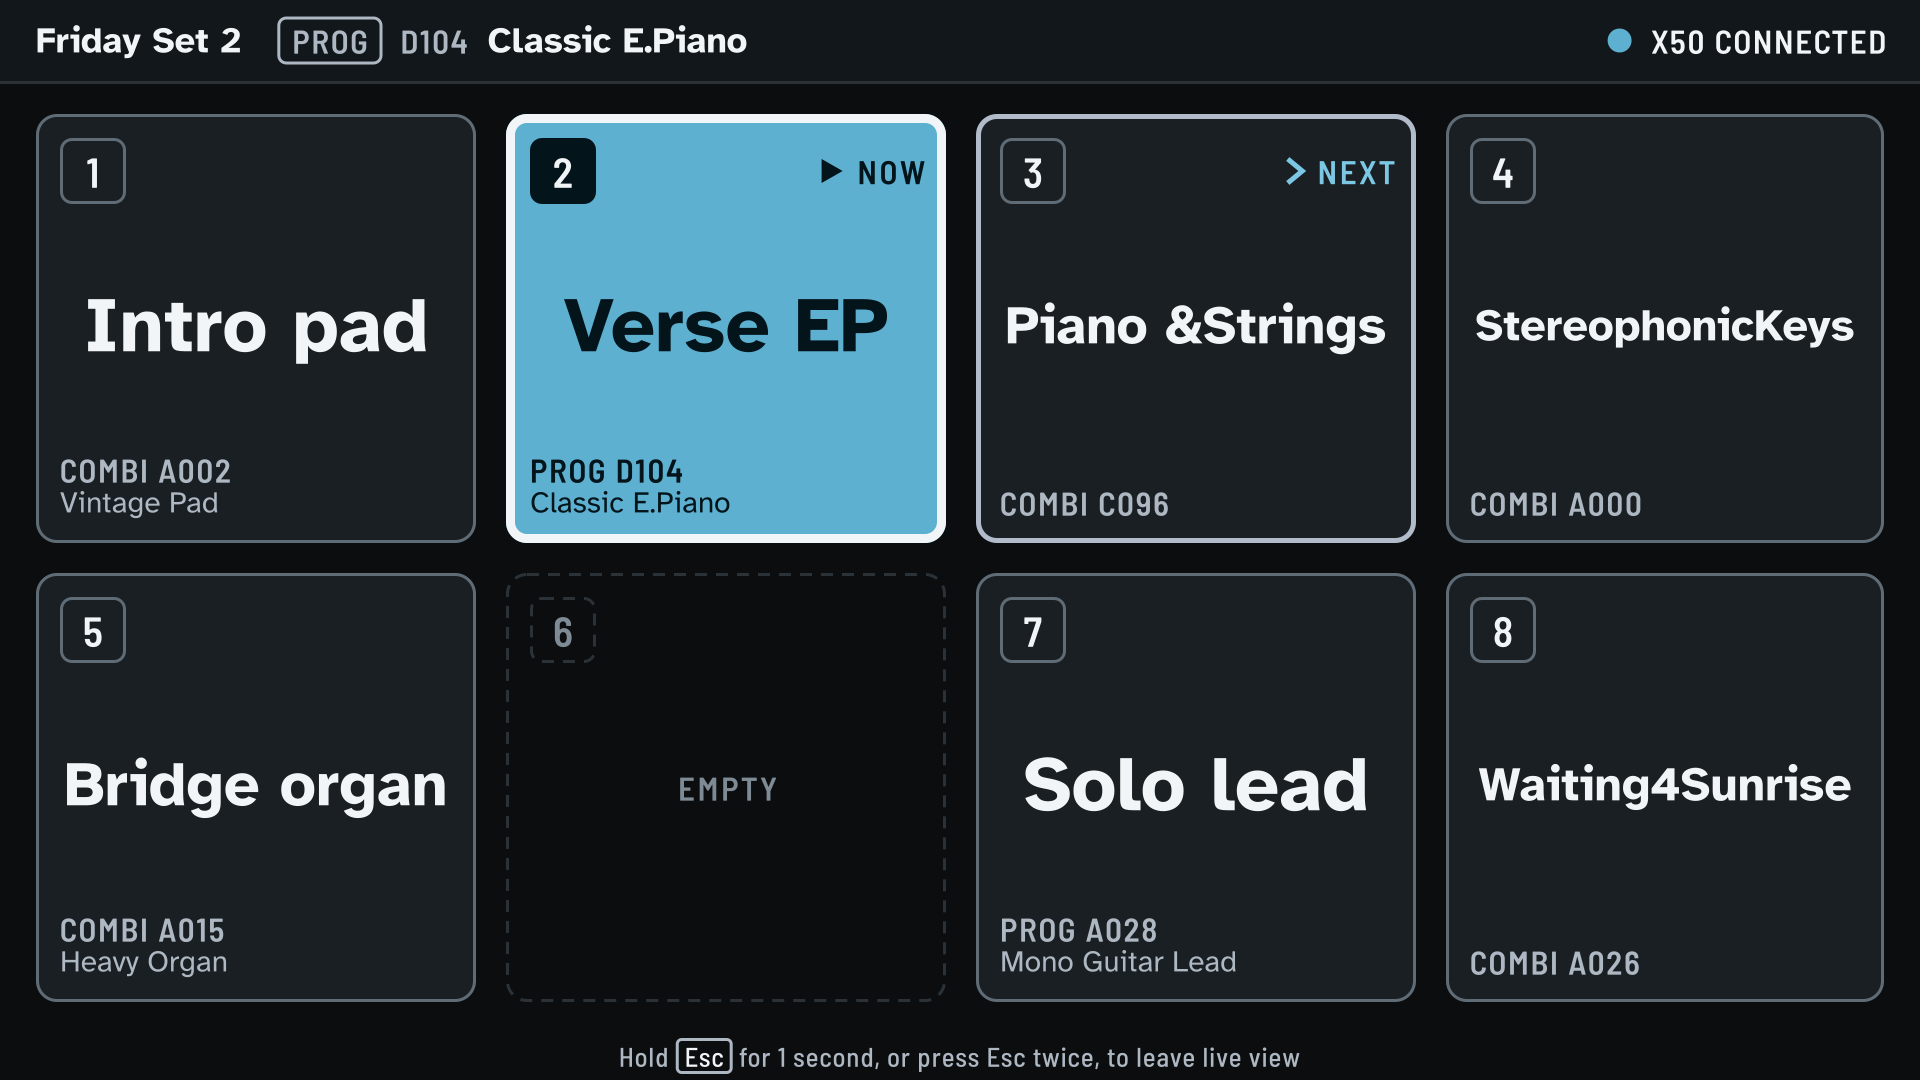 Friday Set 2 PROG D104 Classic E.Piano X50 CONNECTED
1
Intro pad
COMBI A002
Vintage Pad
2 NOW
Verse EP
PROG D104
Classic E.Piano
3 NEXT
Piano &Strings
COMBI C096
4
StereophonicKeys
COMBI A000
5
Bridge organ
COMBI A015
Heavy Organ
6
EMPTY
7
Solo lead
PROG A028
Mono Guitar Lead
8
Waiting4Sunrise
COMBI A026
Hold Esc for 1 second, or press Esc twice, to leave live view